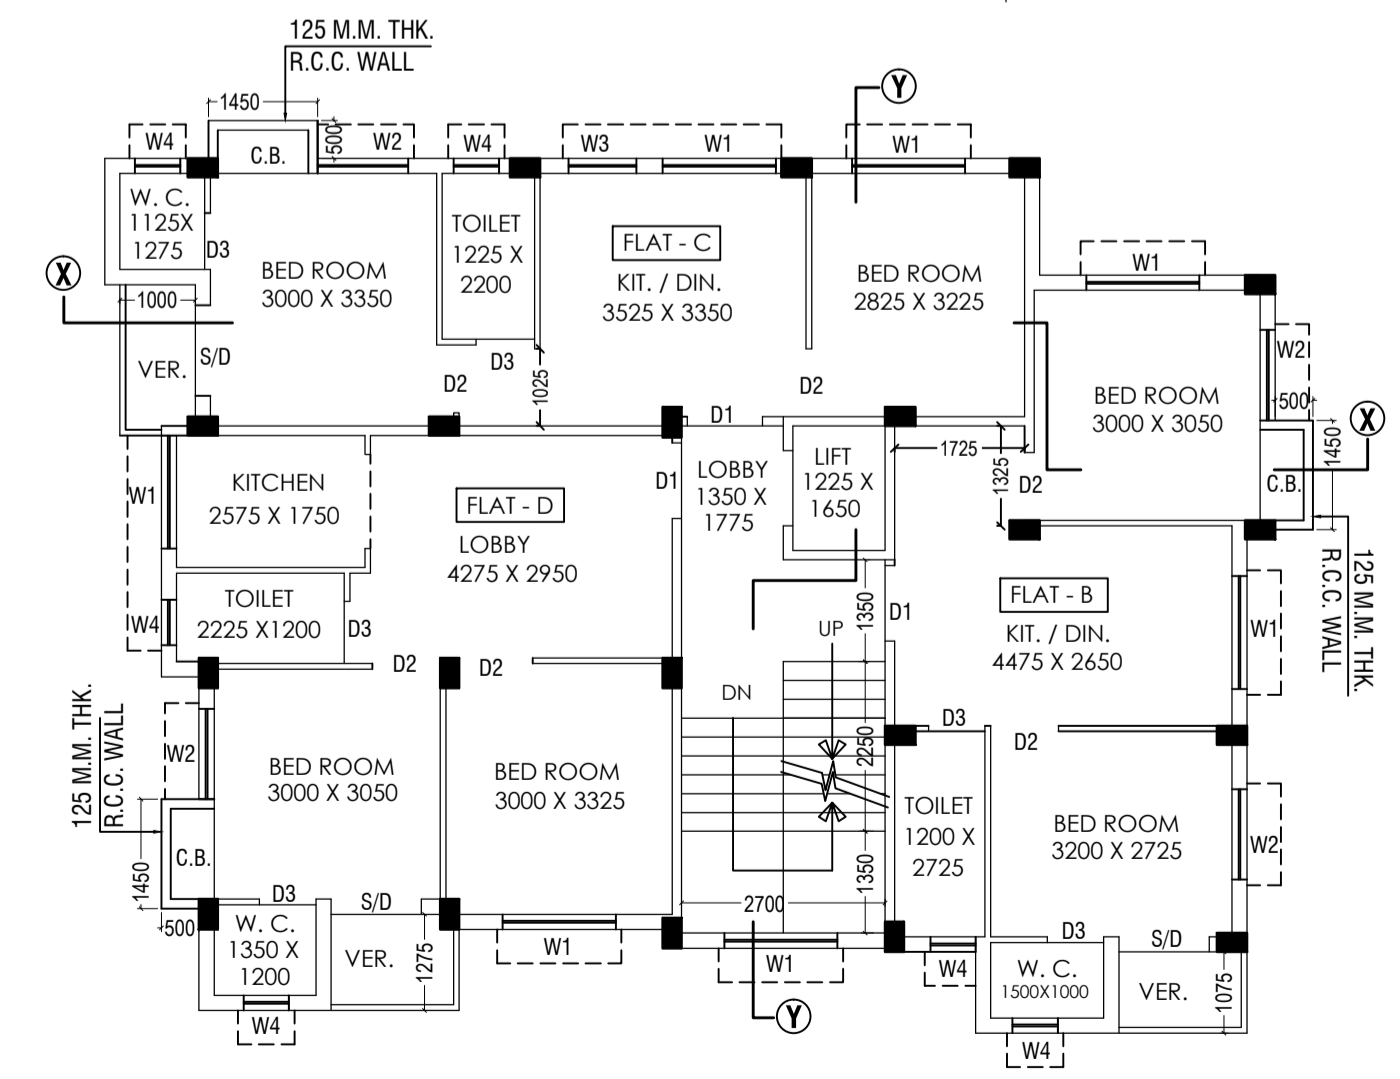 125 M.M. THK.
R.C.C. WALL
1450
500
Y
W4
C.B.
W2
W4
W3
W1
W1
W. C.
1125X
1275
D3
BED ROOM
3000 X 3350
TOILET
1225 X
2200
D3
FLAT - C
KIT. / DIN.
3525 X 3350
BED ROOM
2825 X 3225
W1
X
1000
VER.
S/D
D2
1025
D2
D1
W2
BED ROOM
3000 X 3050
500
1450
X
C.B.
D2
1725
1325
125 M.M. THK.
R.C.C. WALL
W1
KITCHEN
2575 X 1750
FLAT - D
LOBBY
4275 X 2950
D1
LOBBY
1350 X
1775
LIFT
1225 X
1650
W4
TOILET
2225 X1200
D3
D2
D2
UP
DN
1350
D1
FLAT - B
KIT. / DIN.
4475 X 2650
W1
125 M.M. THK.
R.C.C. WALL
W2
BED ROOM
3000 X 3050
BED ROOM
3000 X 3325
2250
D3
D2
TOILET
1200 X
2725
BED ROOM
3200 X 2725
W2
C.B.
1450
500
D3
S/D
W. C.
1350 X
1200
VER.
1275
W1
2700
1350
W1
Y
W4
D3
S/D
W. C.
1500X1000
VER.
1075
W4
W4